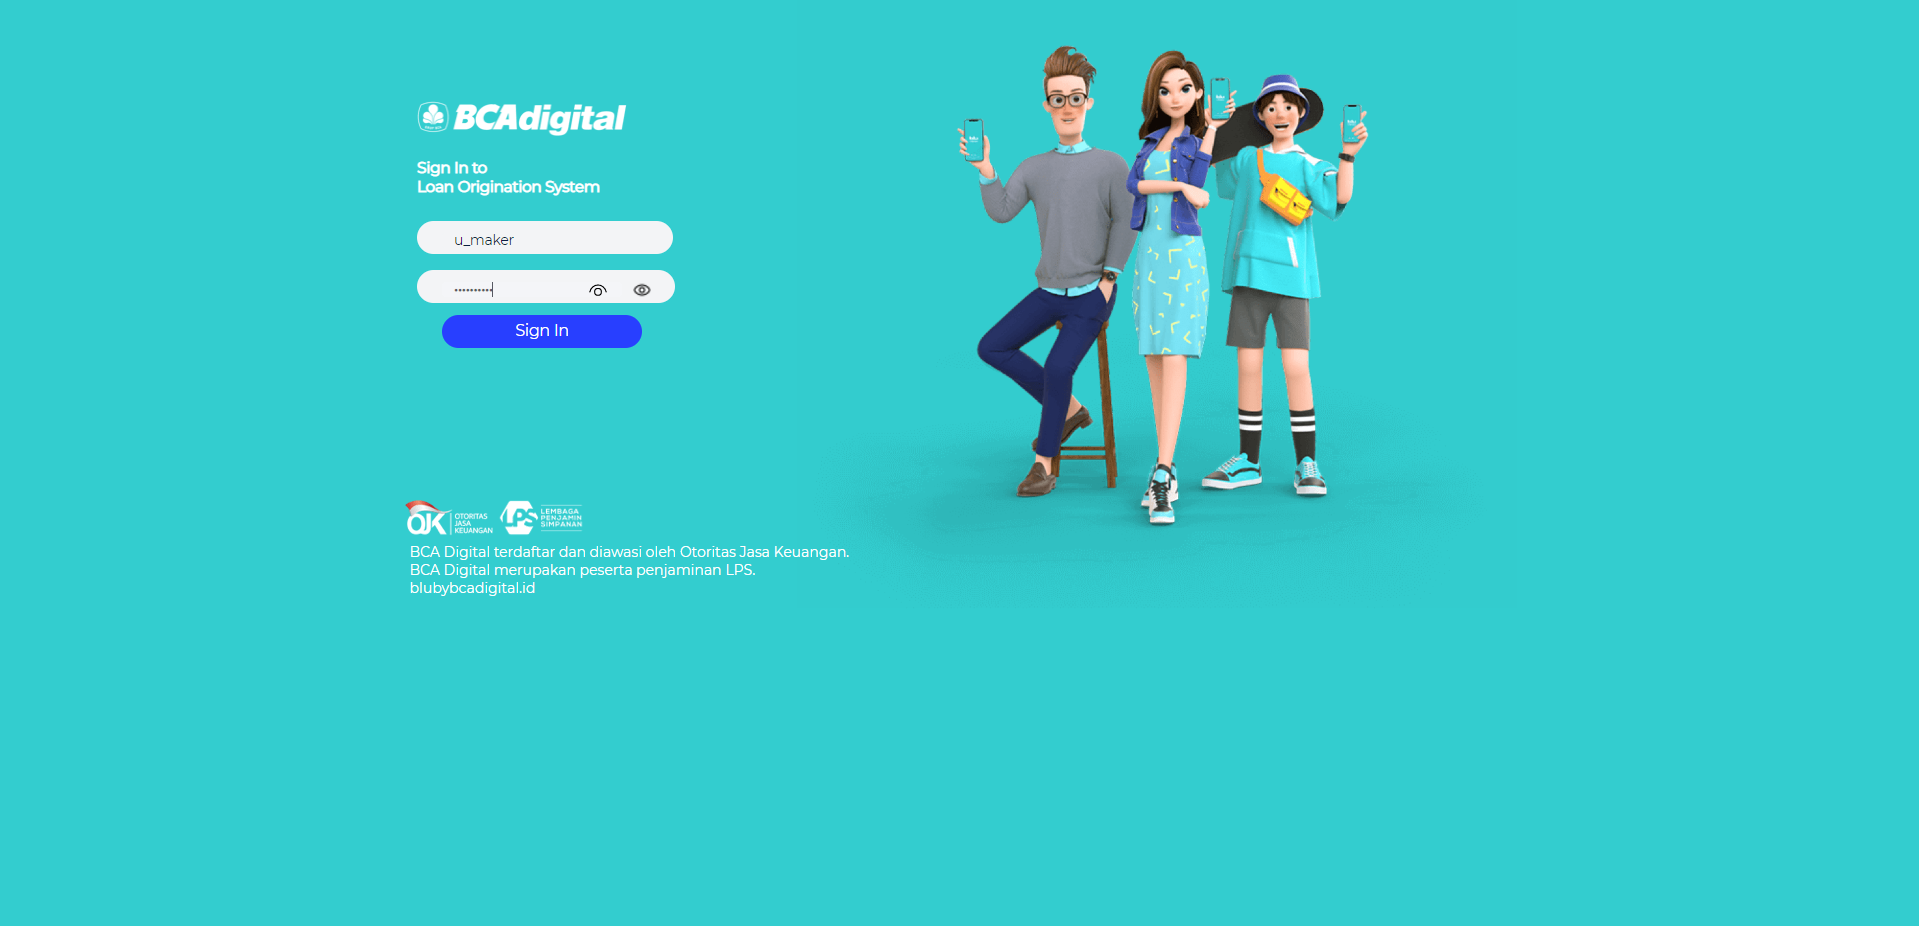 BCAdigital
Sign In to
Loan Origination System
u_maker
••••••••••
Sign In
OJK OTORITAS
JASA
KEUANGAN
LPS LEMBAGA
PENJAMIN
SIMPANAN
BCA Digital terdaftar dan diawasi oleh Otoritas Jasa Keuangan.
BCA Digital merupakan peserta penjaminan LPS.
blubybcadigital.id